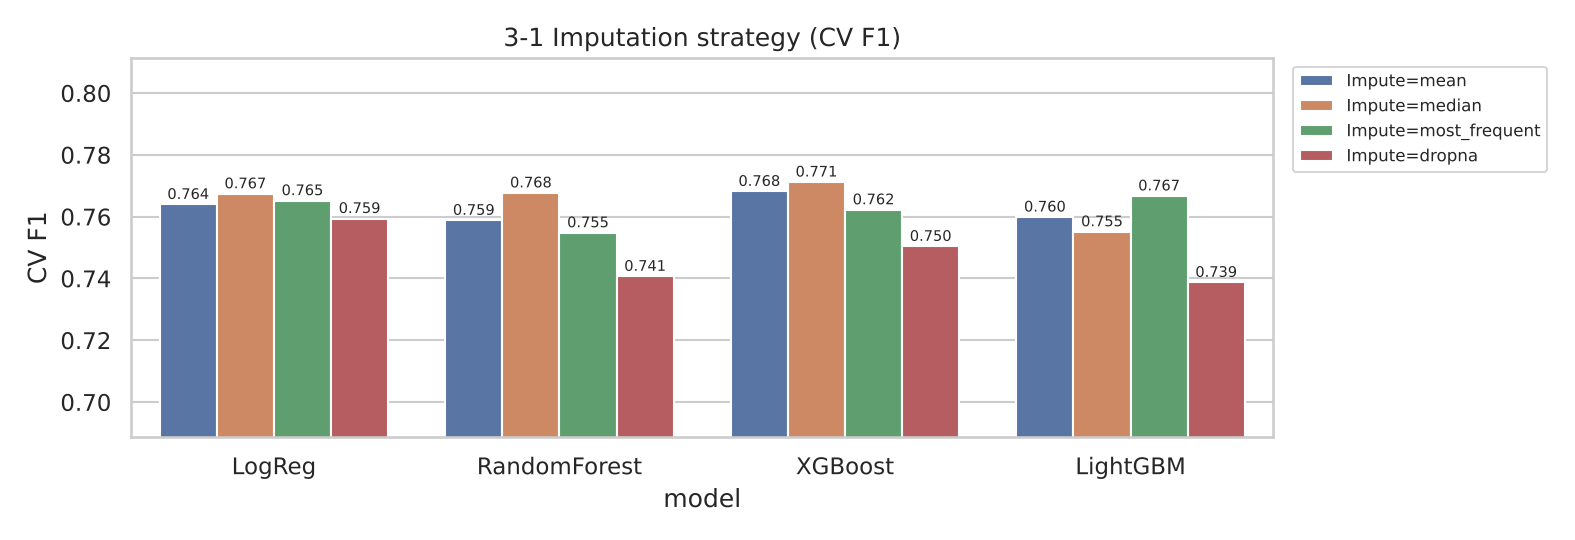 3-1 Imputation strategy (CV F1)
CV F1
0.80
0.78
0.76
0.74
0.72
0.70
0.764
0.767
0.765
0.759
0.759
0.768
0.755
0.741
0.768
0.771
0.762
0.750
0.760
0.755
0.767
0.739
LogReg
RandomForest
XGBoost
LightGBM
model
Impute=mean
Impute=median
Impute=most_frequent
Impute=dropna